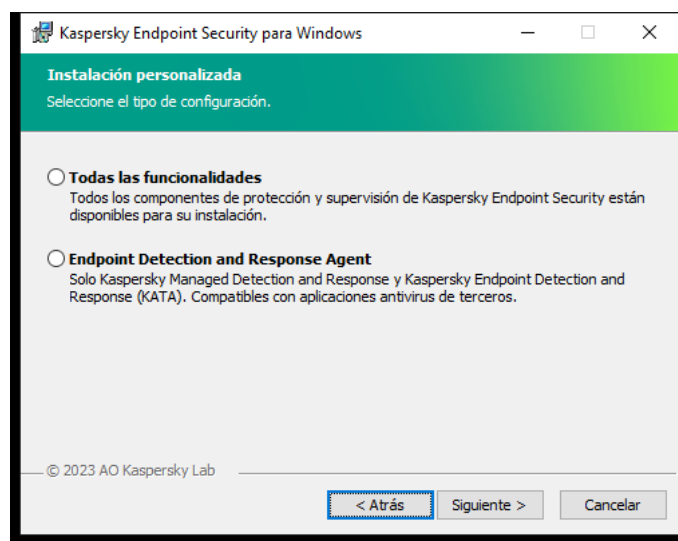 Kaspersky Endpoint Security para Windows
Instalación personalizada
Seleccione el tipo de configuración.
Todas las funcionalidades
Todos los componentes de protección y supervisión de Kaspersky Endpoint Security están
disponibles para su instalación.
Endpoint Detection and Response Agent
Solo Kaspersky Managed Detection and Response y Kaspersky Endpoint Detection and
Response (KATA). Compatibles con aplicaciones antivirus de terceros.
© 2023 AO Kaspersky Lab
< Atrás Siguiente > Cancelar